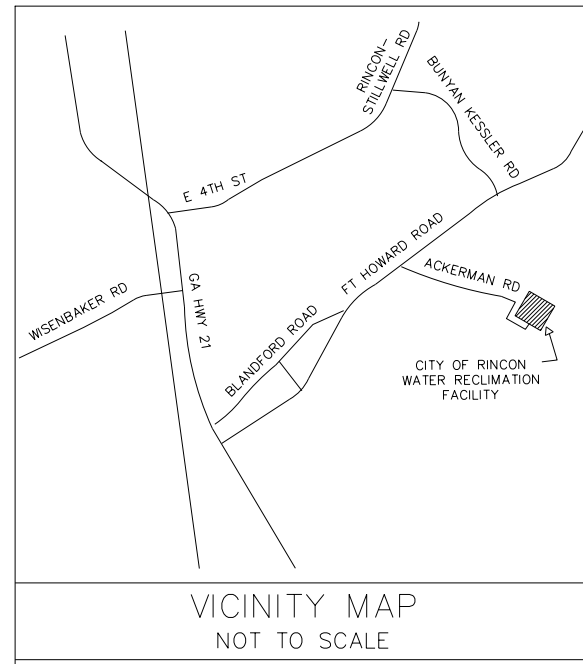 RINCON-
STILLWELL RD
BUNYAN KESSLER RD
E 4TH ST
FT HOWARD ROAD
ACKERMAN RD
WISENBAKER RD
GA HWY 21
BLANDFORD ROAD
CITY OF RINCON
WATER RECLIMATION
FACILITY
VICINITY MAP
NOT TO SCALE